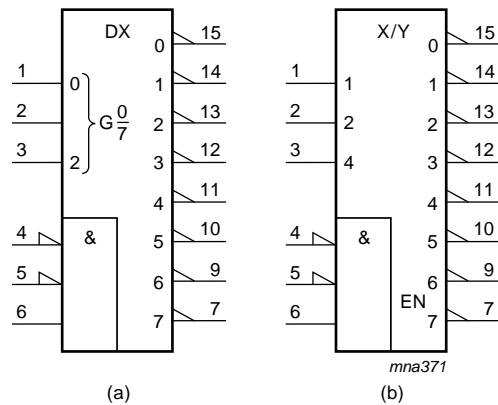 DX
X/Y
0 15
0 15
1 0 1 14
1 1 1 14
2 G 0/7 2 13
2 2 2 13
3 2 3 12
3 4 3 12
4 11
4 11
4 & 5 10
4 & 5 10
5 6 9
5 6 9
6 7 7
6 EN 7 7
mna371
(a)
(b)